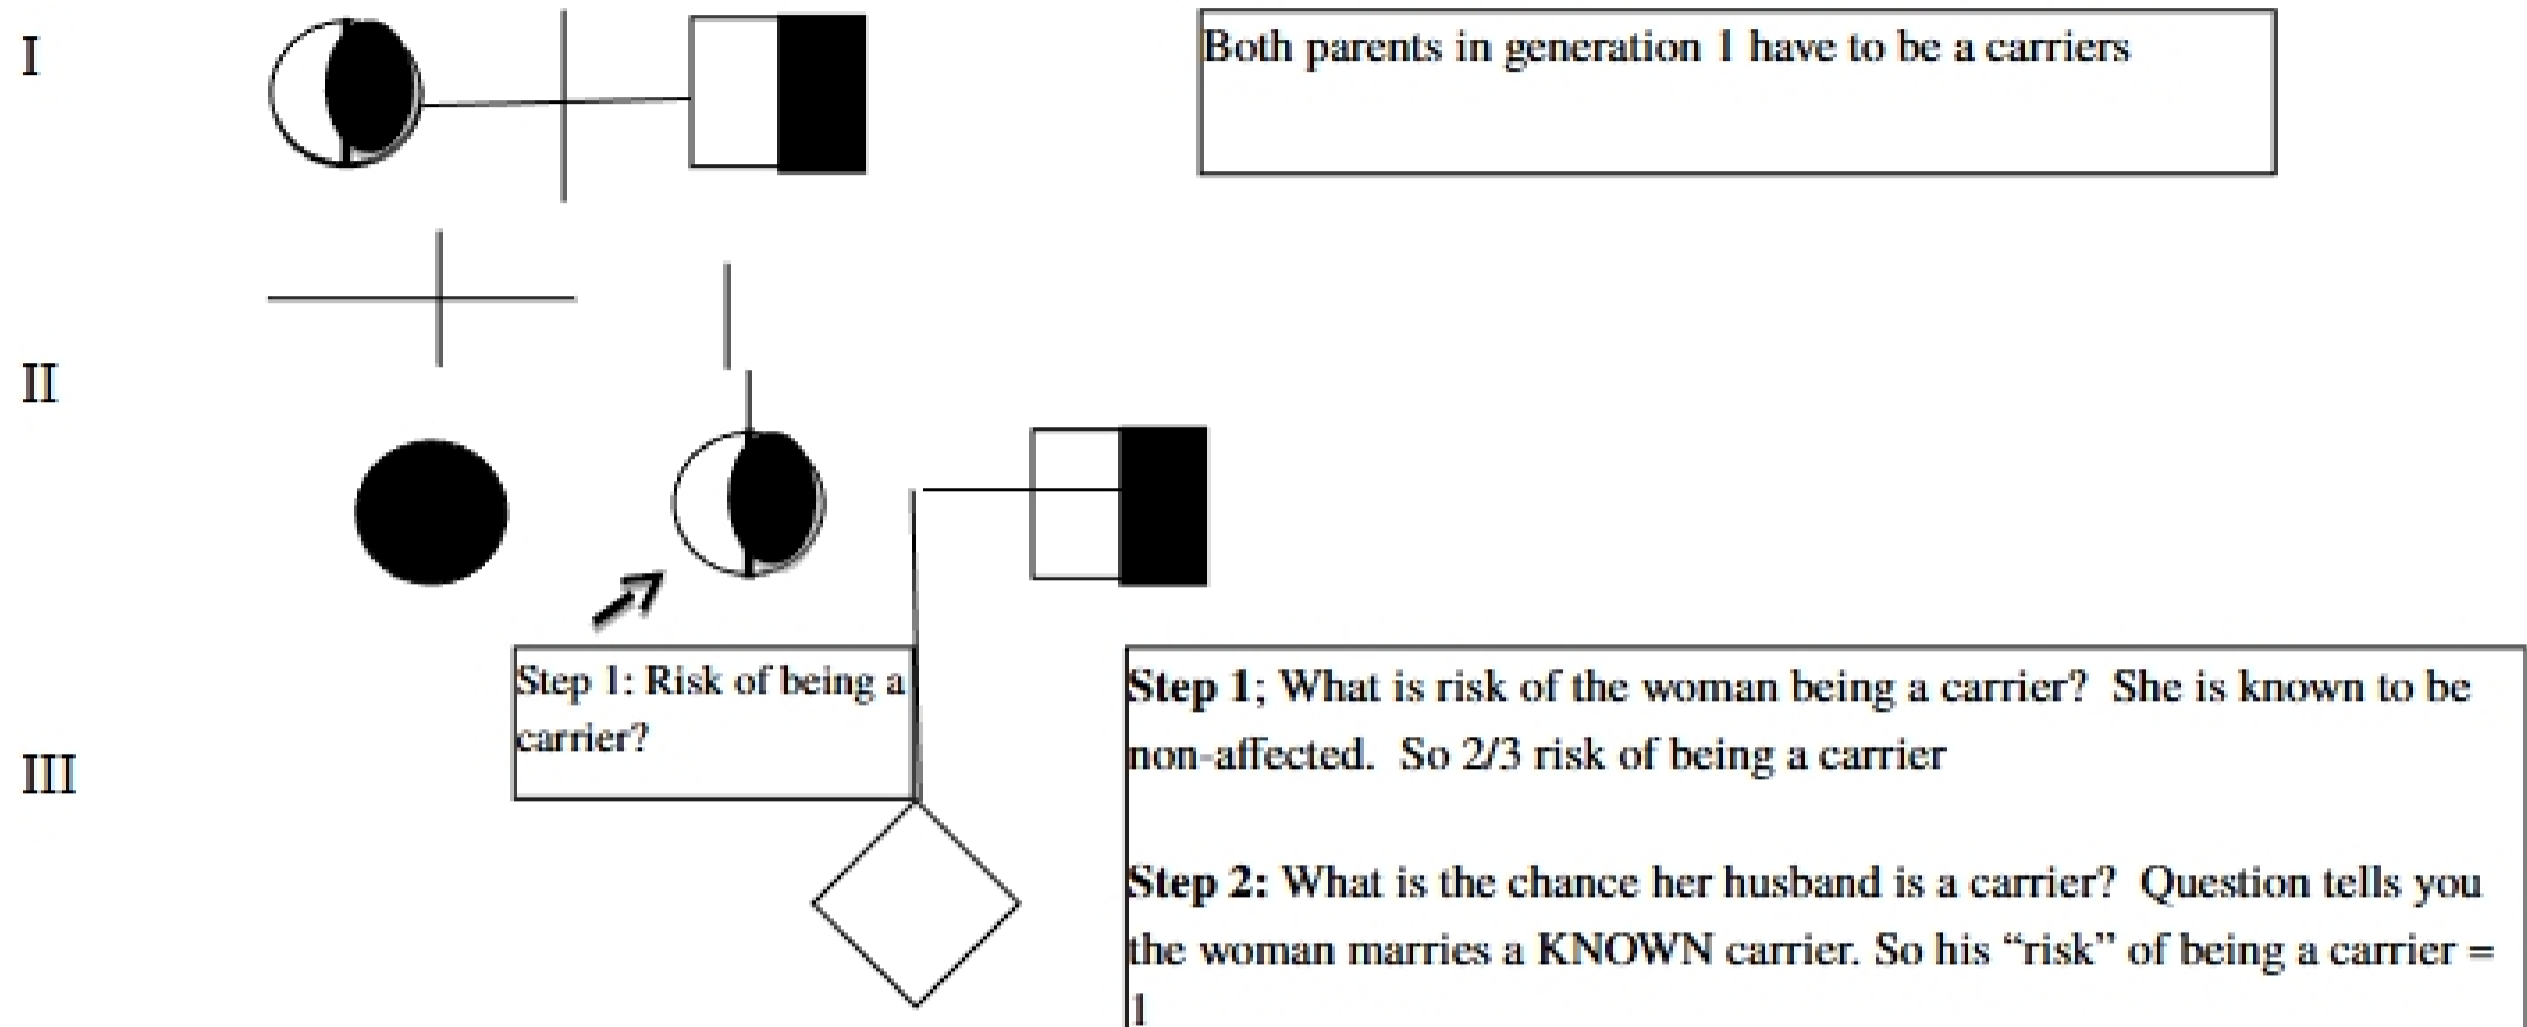 I
Both parents in generation 1 have to be a carriers
II
Step 1: Risk of being a
carrier?
III
Step 1; What is risk of the woman being a carrier? She is known to be
non-affected. So 2/3 risk of being a carrier
Step 2: What is the chance her husband is a carrier? Question tells you
the woman marries a KNOWN carrier. So his “risk” of being a carrier =
1